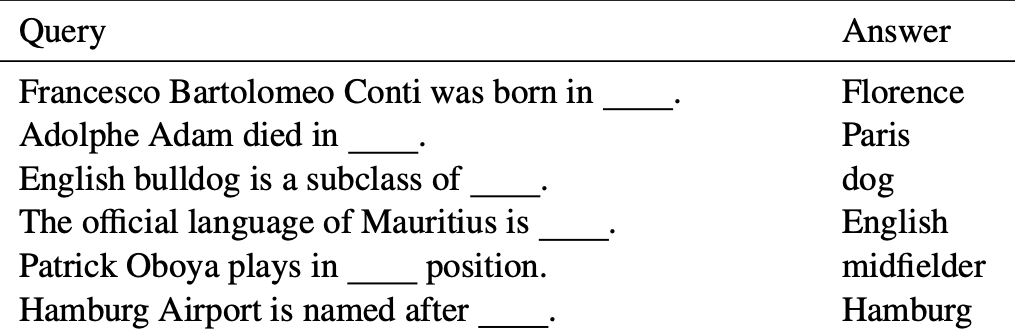 Query Answer
Francesco Bartolomeo Conti was born in ____. Florence
Adolphe Adam died in ____. Paris
English bulldog is a subclass of ____. dog
The official language of Mauritius is ____. English
Patrick Oboya plays in ____ position. midfielder
Hamburg Airport is named after ____. Hamburg